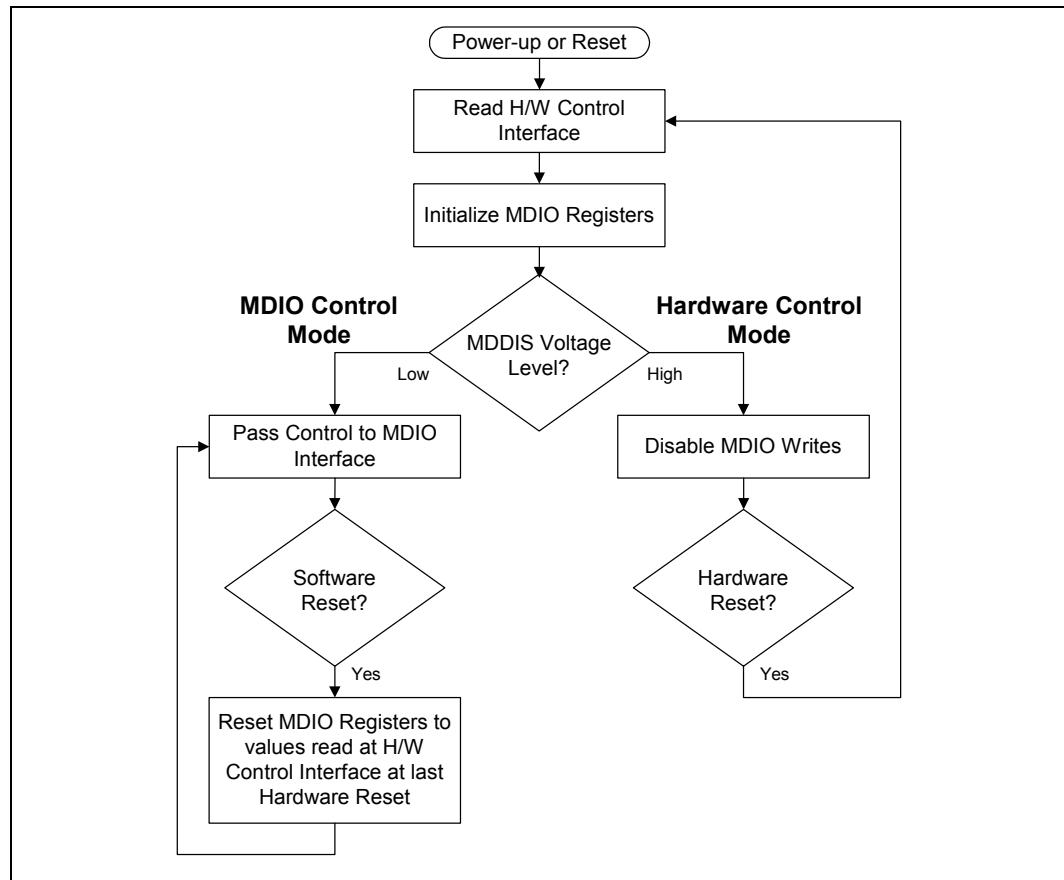 Power-up or Reset
Read H/W Control
Interface
Initialize MDIO Registers
MDIO Control
Mode
Hardware Control
Mode
MDDIS Voltage
Level?
Low
High
Pass Control to MDIO
Interface
Disable MDIO Writes
Software
Reset?
Hardware
Reset?
Yes
Yes
Reset MDIO Registers to
values read at H/W
Control Interface at last
Hardware Reset